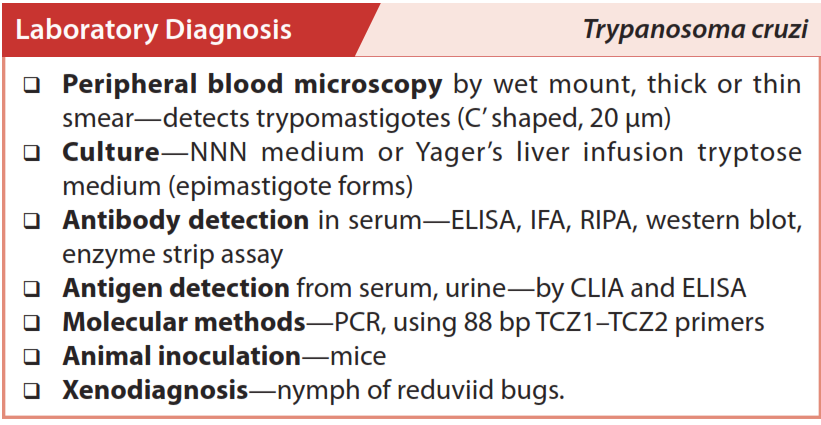 Laboratory Diagnosis
Trypanosoma cruzi
❑ Peripheral blood microscopy by wet mount, thick or thin
smear—detects trypomastigotes (C’ shaped, 20 µm)
❑ Culture—NNN medium or Yager’s liver infusion tryptose
medium (epimastigote forms)
❑ Antibody detection in serum—ELISA, IFA, RIPA, western blot,
enzyme strip assay
❑ Antigen detection from serum, urine—by CLIA and ELISA
❑ Molecular methods—PCR, using 88 bp TCZ1–TCZ2 primers
❑ Animal inoculation—mice
❑ Xenodiagnosis—nymph of reduviid bugs.